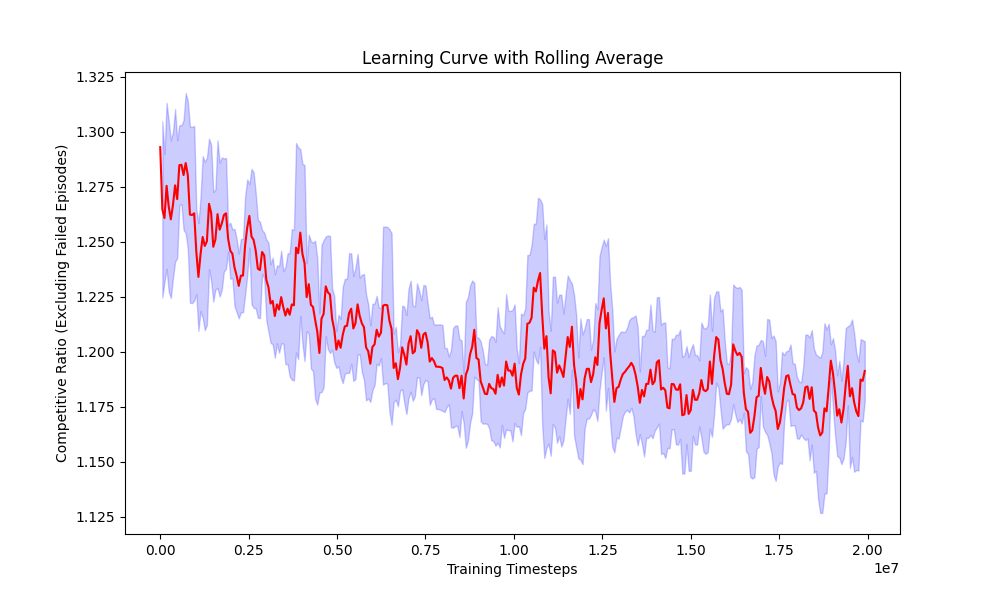 Learning Curve with Rolling Average
Competitive Ratio (Excluding Failed Episodes)
1.325
1.300
1.275
1.250
1.225
1.200
1.175
1.150
1.125
0.00 0.25 0.50 0.75 1.00 1.25 1.50 1.75 2.00
1e7
Training Timesteps